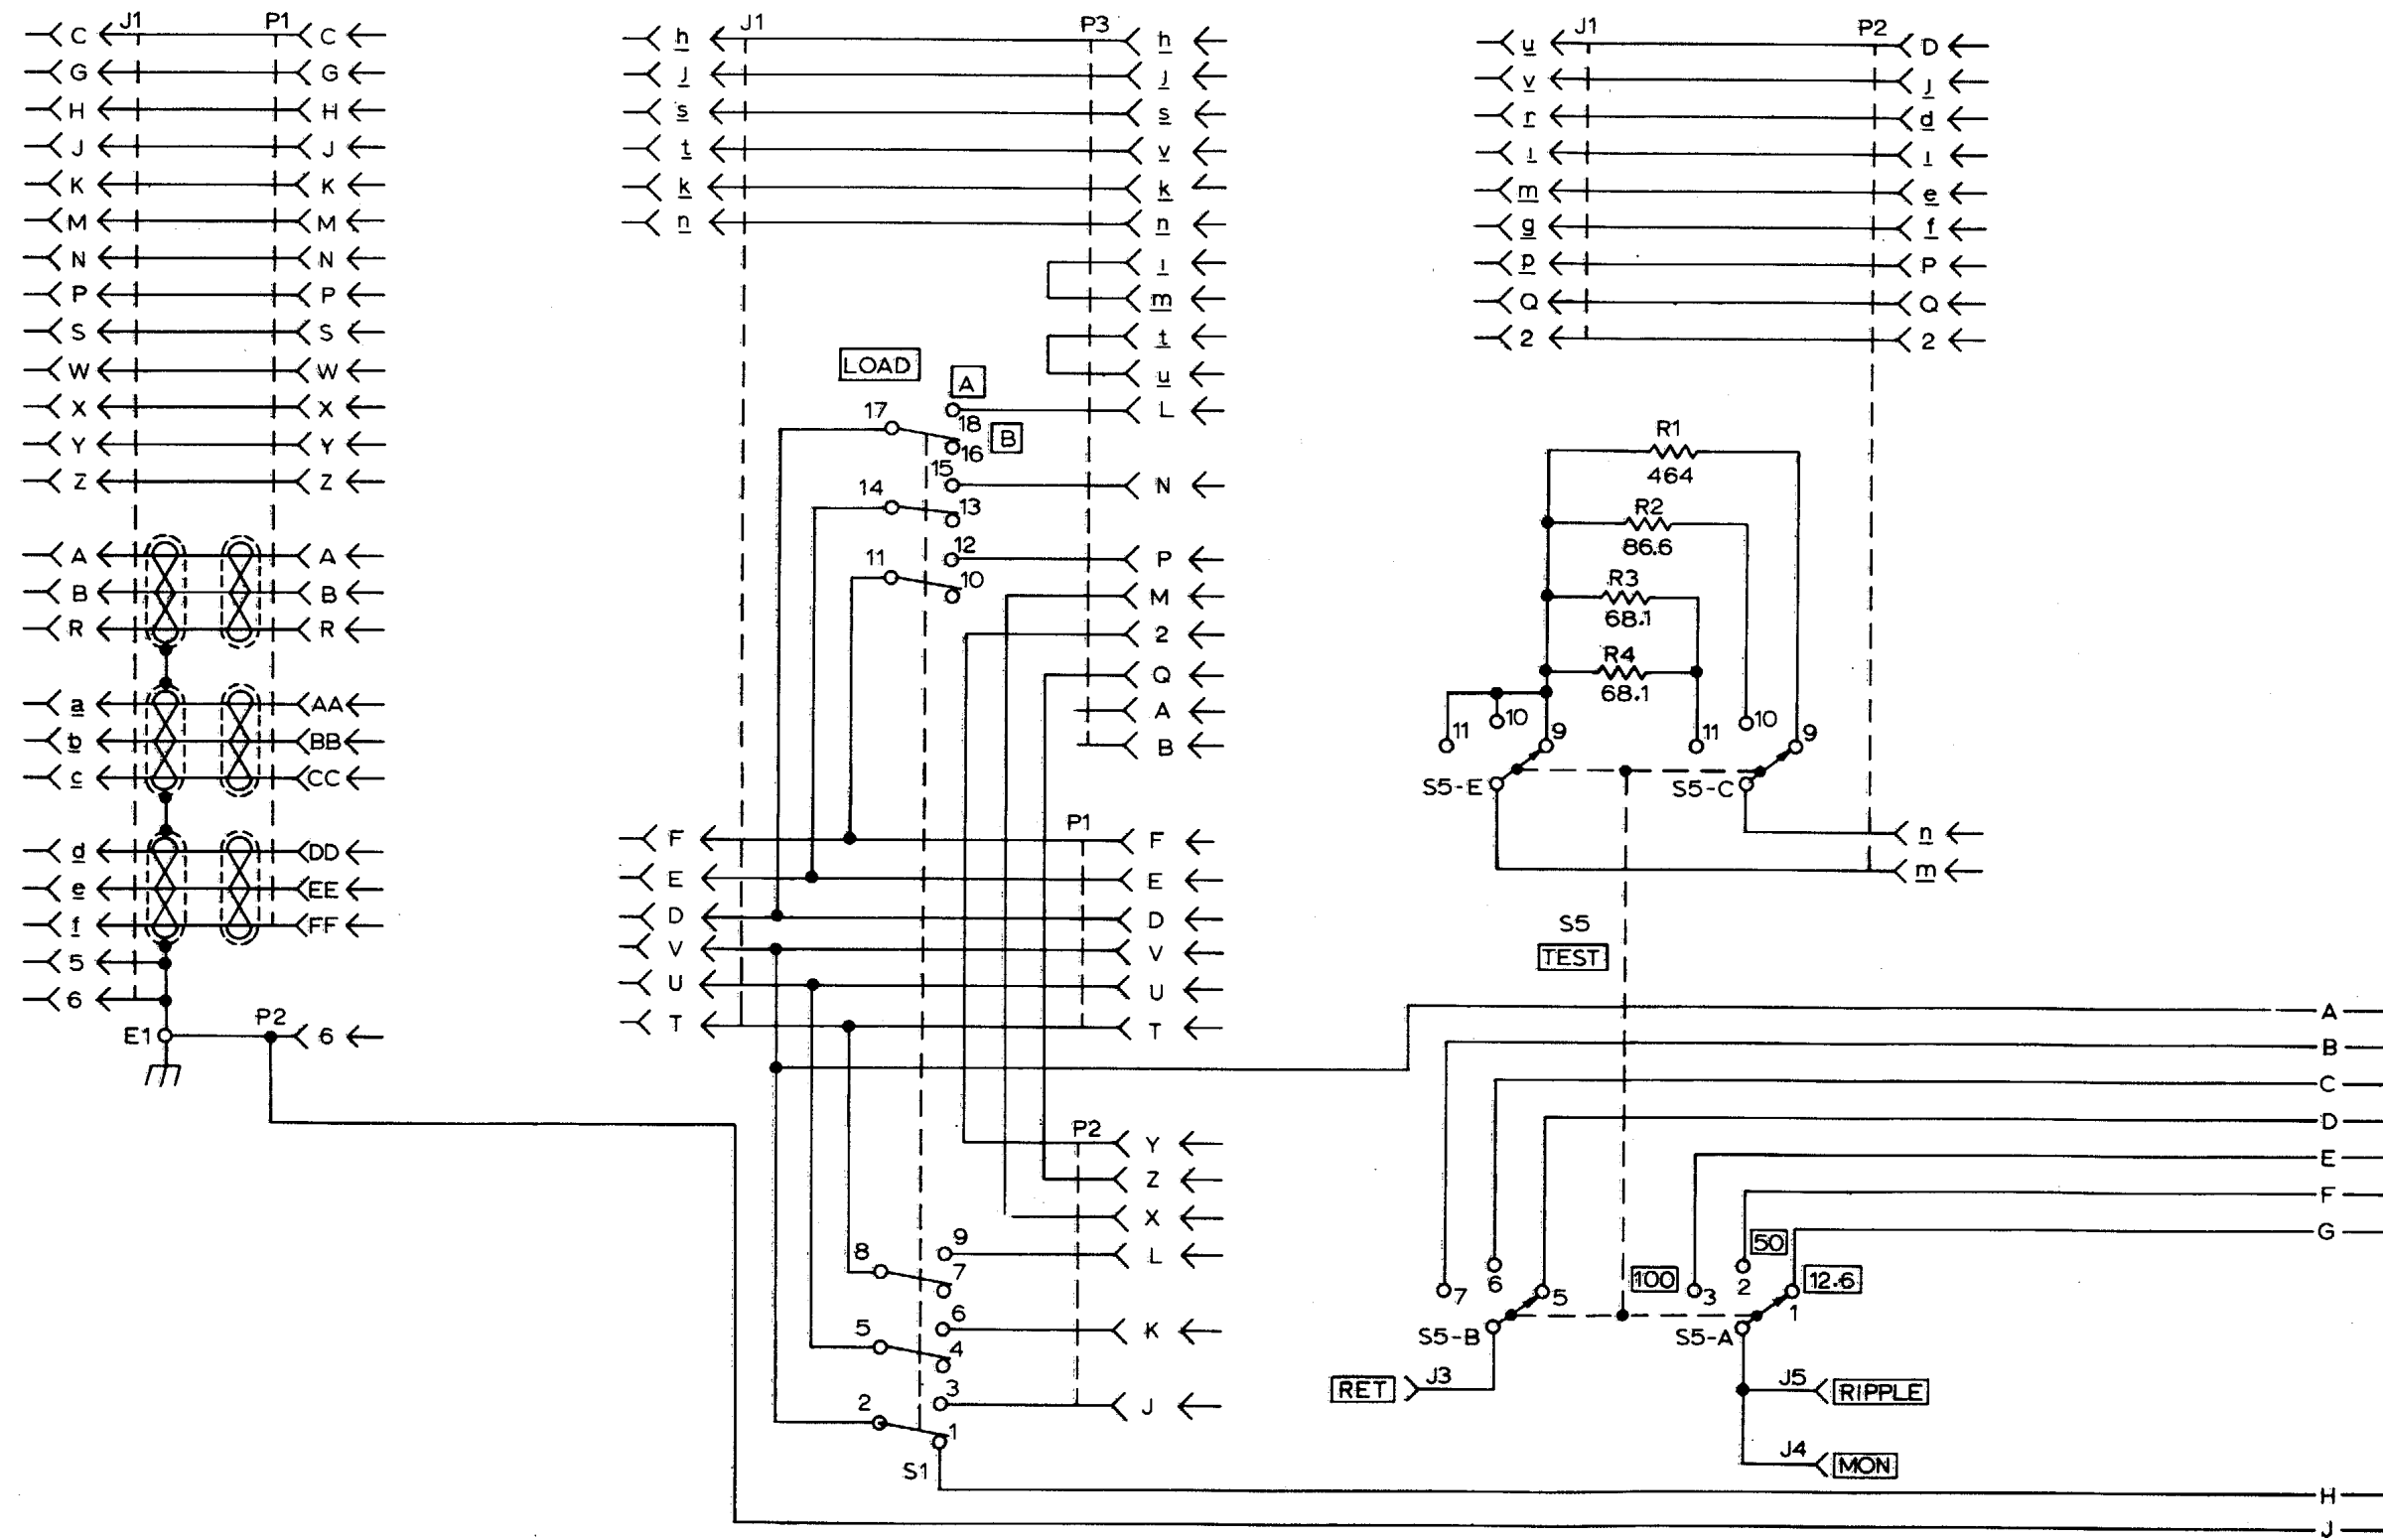 J1 P1
C C
G G
H H
J J
K K
M M
N N
P P
S S
W W
X X
Y Y
Z Z
A A
B B
R R
a AA
b BB
c CC
d DD
e EE
f FF
5
6
E1 P2 6
J1 P3
h h
j j
s s
t v
k k
n n
i
m
t
u
LOAD
A
L
17 18
B
16
15 N
14 13
12 P
11 10
M
2
Q
A
B
P1
F F
E E
D D
V V
U U
T T
P2
Y
Z
X
9 L
8 7
6 K
5 4
3 J
2 1
S1
J1 P2
u D
v j
r d
i i
m e
g f
p P
Q Q
2 2
R1
464
R2
86.6
R3
68.1
R4
68.1
11 10 9 11 10 9
S5-E S5-C
n
m
S5
TEST
A
B
C
D
E
F
G
50
100 12.6
7 6 5 3 2 1
S5-B S5-A
RET J3
J5 RIPPLE
J4 MON
H
J